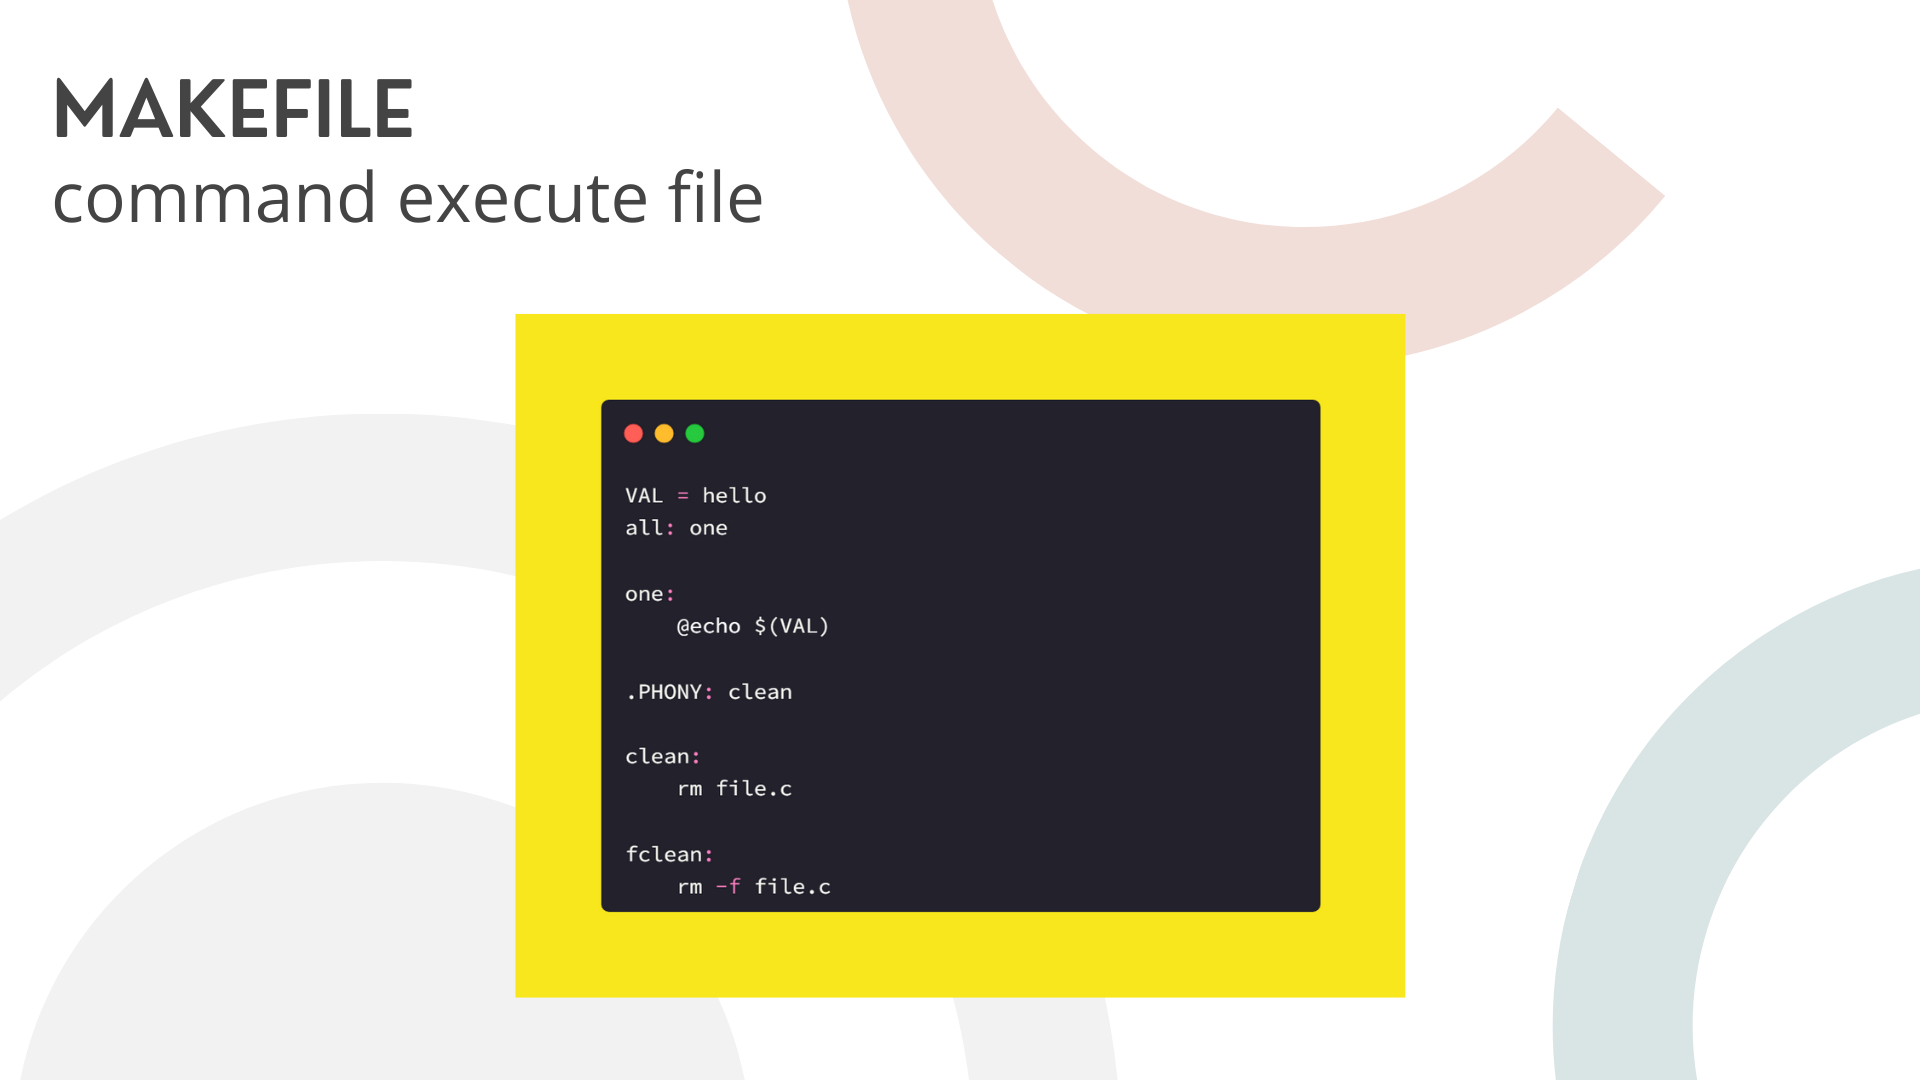 MAKEFILE
command execute file
VAL = hello
all: one
one:
@echo $(VAL)
.PHONY: clean
clean:
rm file.c
fclean:
rm -f file.c